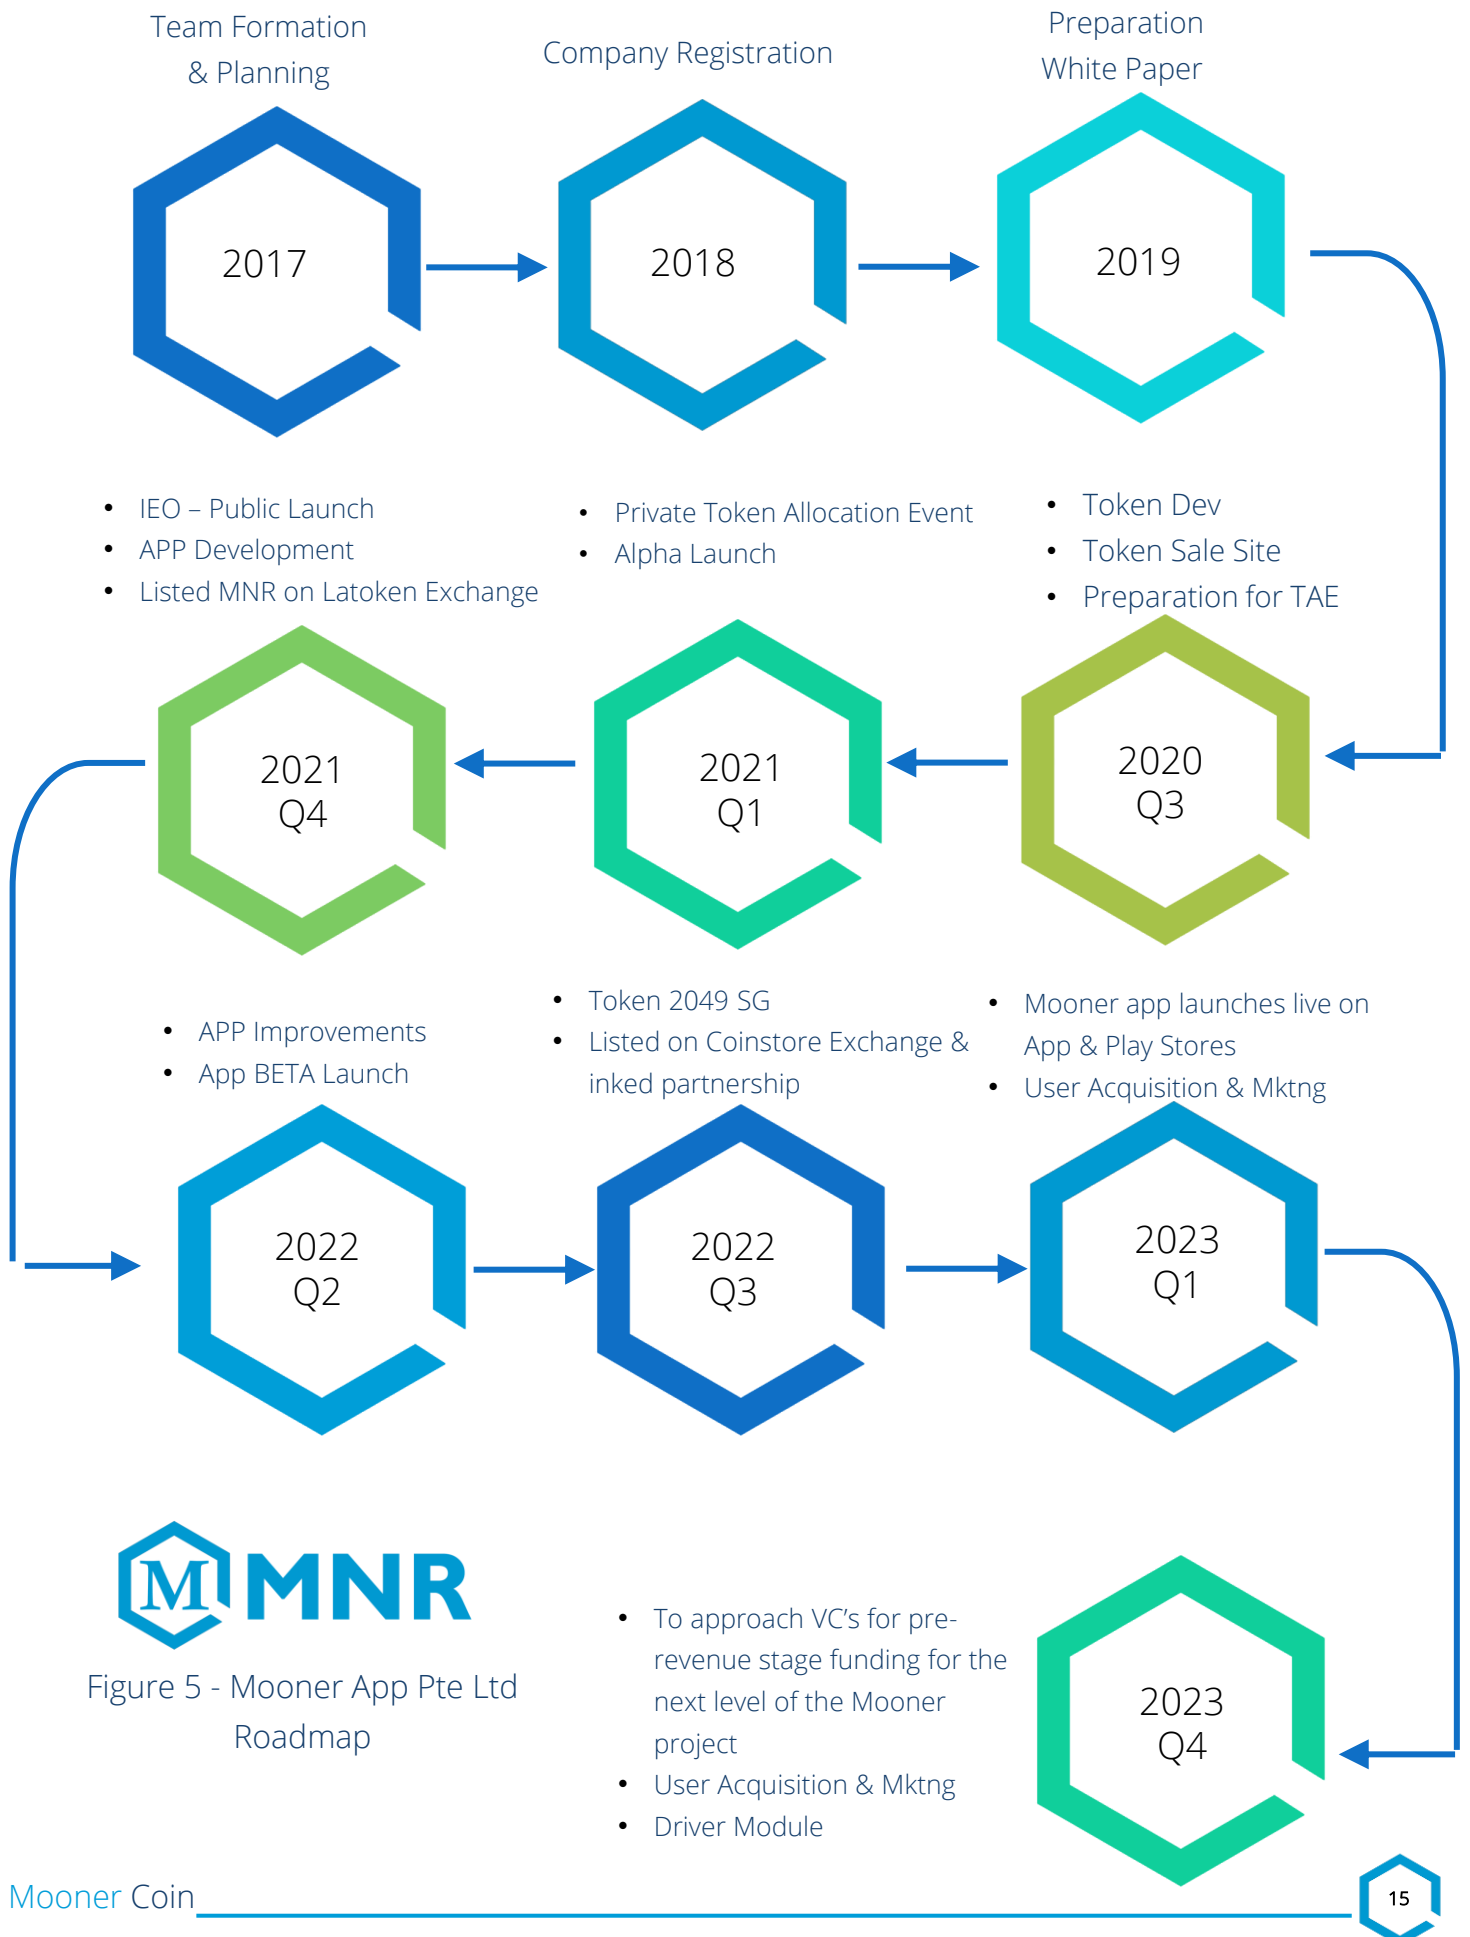 Team Formation
& Planning
Company Registration
Preparation
White Paper
2017
2018
2019
• IEO – Public Launch
• APP Development
• Listed MNR on Latoken Exchange
• Private Token Allocation Event
• Alpha Launch
• Token Dev
• Token Sale Site
• Preparation for TAE
2021
Q4
2021
Q1
2020
Q3
• APP Improvements
• App BETA Launch
• Token 2049 SG
• Listed on Coinstore Exchange &
inked partnership
• Mooner app launches live on
App & Play Stores
• User Acquisition & Mktng
2022
Q2
2022
Q3
2023
Q1
M MNR
Figure 5 - Mooner App Pte Ltd
Roadmap
• To approach VC’s for pre-
revenue stage funding for the
next level of the Mooner
project
• User Acquisition & Mktng
• Driver Module
2023
Q4
Mooner Coin
15